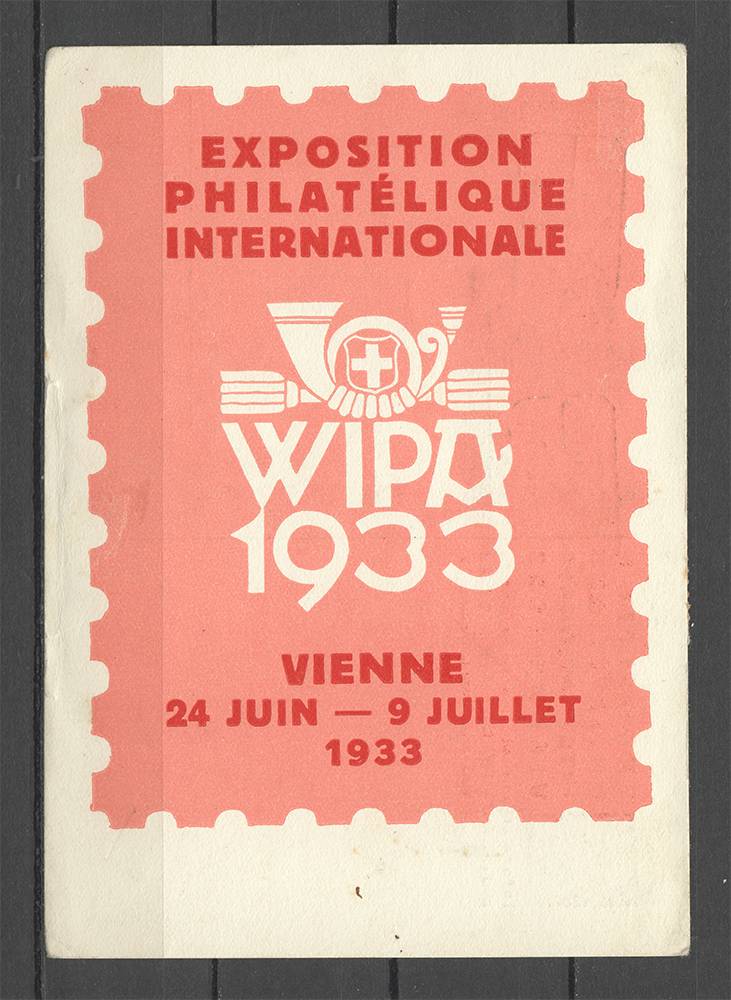 EXPOSITION
PHILATÉLIQUE
INTERNATIONALE
WIPA
1933
VIENNE
24 JUIN — 9 JUILLET
1933